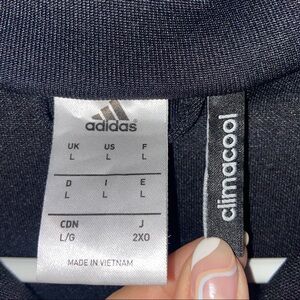 adidas
UK US F
L L L
D I E
L L L
CDN J
L/G 2XO
MADE IN VIETNAM
climacool